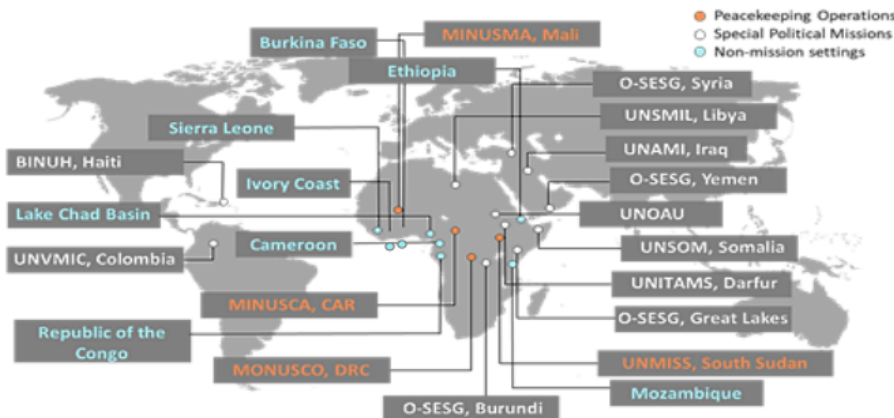 Peacekeeping Operations
Special Political Missions
Non-mission settings
Burkina Faso
MINUSMA, Mali
Ethiopia
O-SESG, Syria
UNSMIL, Libya
Sierra Leone
BINUH, Haiti
UNAMI, Iraq
Ivory Coast
O-SESG, Yemen
Lake Chad Basin
UNOAU
Cameroon
UNSOM, Somalia
UNVMIC, Colombia
UNITAMS, Darfur
MINUSCA, CAR
O-SESG, Great Lakes
Republic of the
Congo
MONUSCO, DRC
UNMISS, South Sudan
Mozambique
O-SESG, Burundi